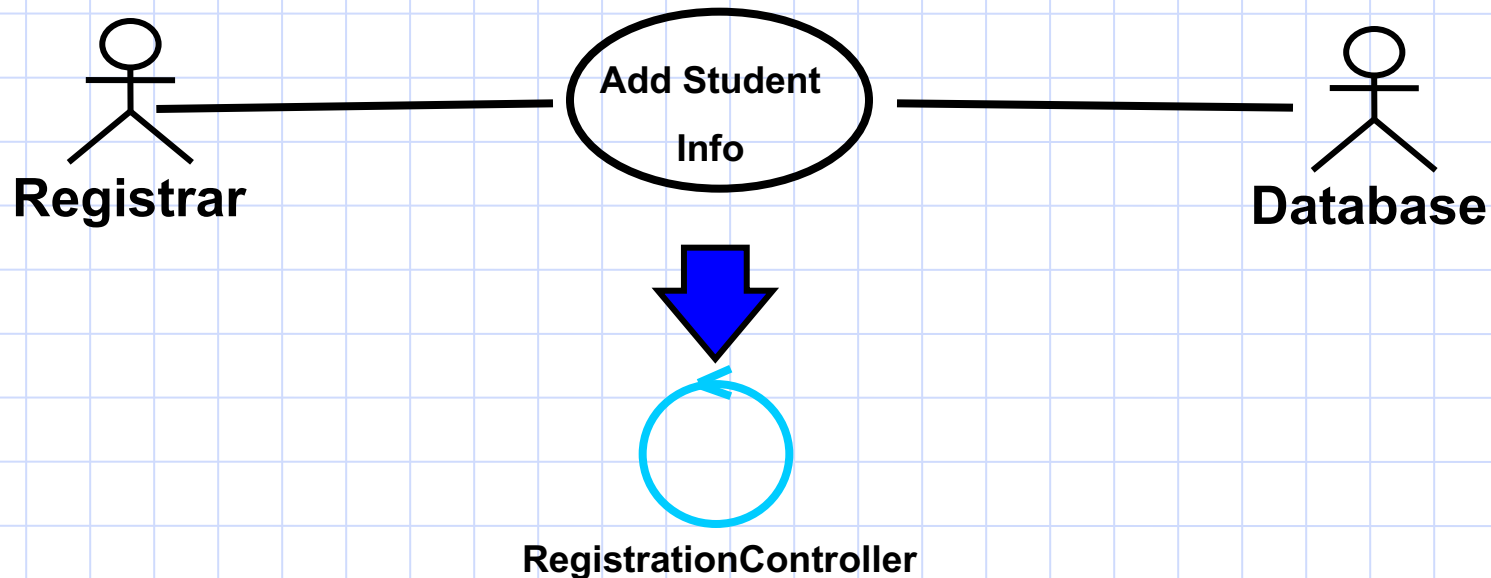 Add Student
Info
Registrar
Database
RegistrationController